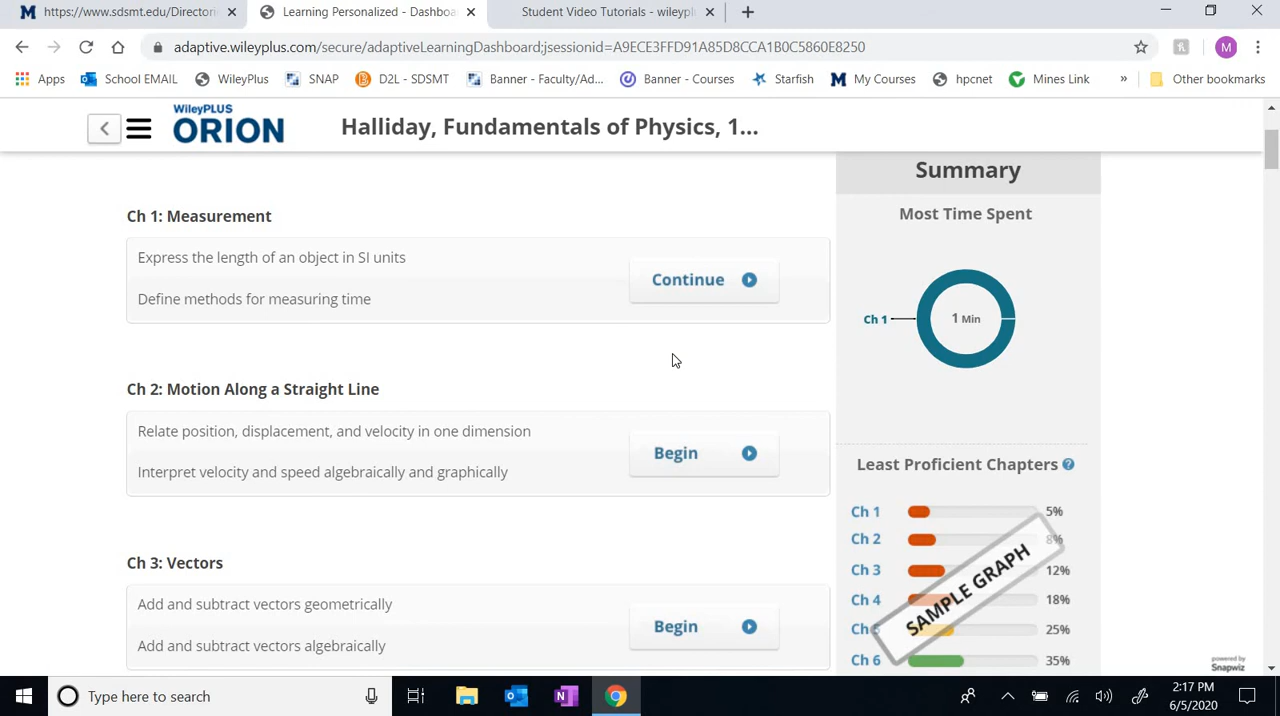 https://www.sdsmt.edu/Directori
Learning Personalized - Dashboa
Student Video Tutorials - wileypl
adaptive.wileyplus.com/secure/adaptiveLearningDashboard;jsessionid=A9ECE3FFD91A85D8CCA1B0C5860E8250
M
Apps
School EMAIL
WileyPlus
SNAP
D2L - SDSMT
Banner - Faculty/Ad...
Banner - Courses
Starfish
My Courses
hpcnet
Mines Link
»
Other bookmarks
WileyPLUS
ORION
Halliday, Fundamentals of Physics, 1...
Ch 1: Measurement
Express the length of an object in SI units
Define methods for measuring time
Continue
Ch 2: Motion Along a Straight Line
Relate position, displacement, and velocity in one dimension
Interpret velocity and speed algebraically and graphically
Begin
Ch 3: Vectors
Add and subtract vectors geometrically
Add and subtract vectors algebraically
Begin
Summary
Most Time Spent
Ch 1
1 Min
Least Proficient Chapters ?
Ch 1 5%
Ch 2 8%
Ch 3 12%
Ch 4 18%
Ch 25%
Ch 6 35%
SAMPLE GRAPH
powered by
Snapwiz
Type here to search
2:17 PM
6/5/2020